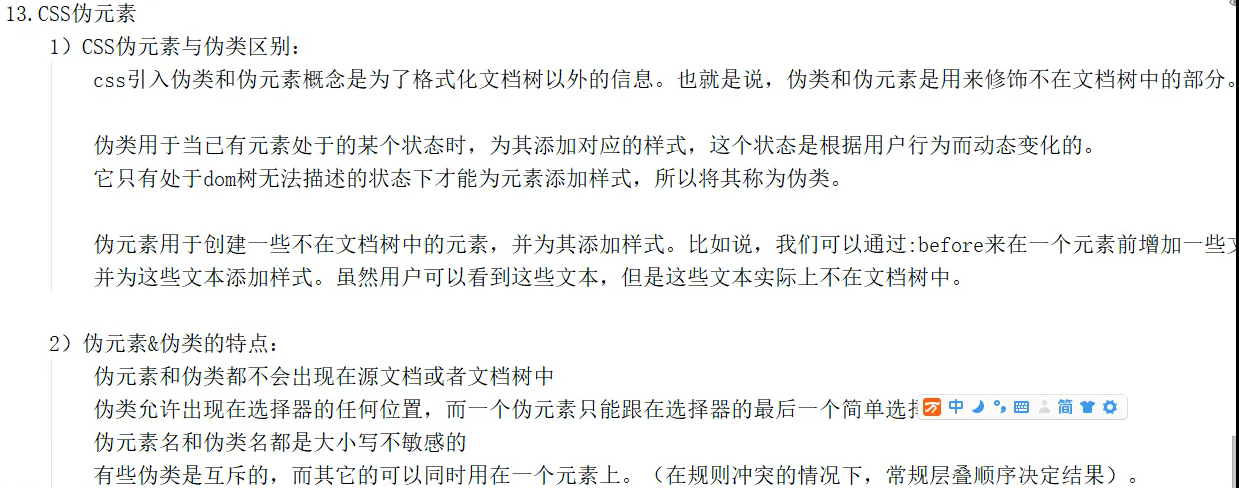 13.CSS伪元素
1）CSS伪元素与伪类区别：
css引入伪类和伪元素概念是为了格式化文档树以外的信息。也就是说，伪类和伪元素是用来修饰不在文档树中的部分。
伪类用于当已有元素处于的某个状态时，为其添加对应的样式，这个状态是根据用户行为而动态变化的。
它只有处于dom树无法描述的状态下才能为元素添加样式，所以将其称为伪类。
伪元素用于创建一些不在文档树中的元素，并为其添加样式。比如说，我们可以通过:before来在一个元素前增加一些
并为这些文本添加样式。虽然用户可以看到这些文本，但是这些文本实际上不在文档树中。
2）伪元素&伪类的特点：
伪元素和伪类都不会出现在源文档或者文档树中
伪类允许出现在选择器的任何位置，而一个伪元素只能跟在选择器的最后一个简单选 中 简
伪元素名和伪类名都是大小写不敏感的
有些伪类是互斥的，而其它的可以同时用在一个元素上。（在规则冲突的情况下，常规层叠顺序决定结果）。